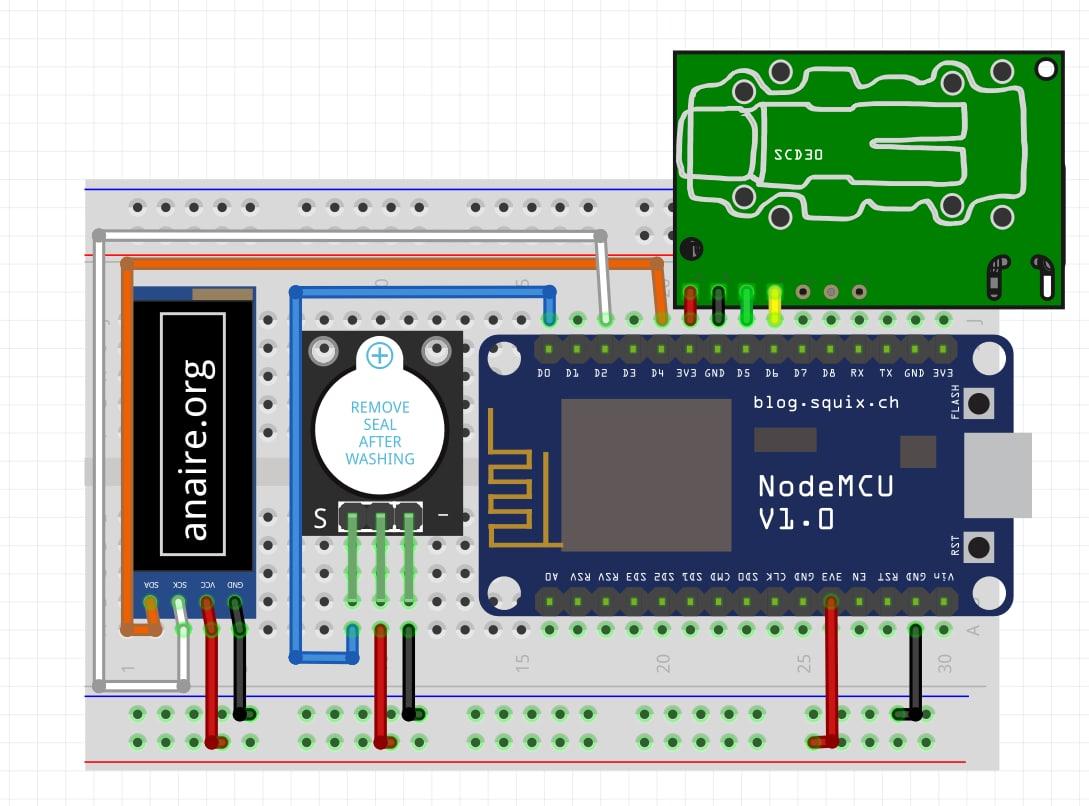 SCD30
1
anaire.org
SDA SCK VCC GND
REMOVE
SEAL
AFTER
WASHING
S -
D0 D1 D2 D3 D4 3V3 GND D5 D6 D7 D8 RX TX GND 3V3
blog.squix.ch
FLASH
NodeMCU
V1.0
RST
A0 RSV RSV SD3 SD2 SD1 CMD SD0 CLK GND 3V3 EN RST GND Vin
J
A
1 15 20 25 30